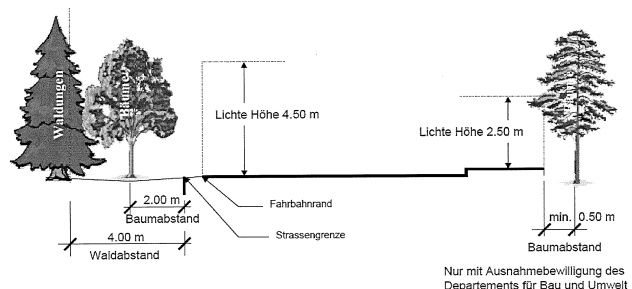 Waldungen
Bäume
Lichte Höhe 4.50 m
Lichte Höhe 2.50 m
2.00 m
Baumabstand
4.00 m
Waldabstand
Fahrbahnrand
Strassengrenze
min. 0.50 m
Baumabstand
Nur mit Ausnahmebewilligung des
Departements für Bau und Umwelt